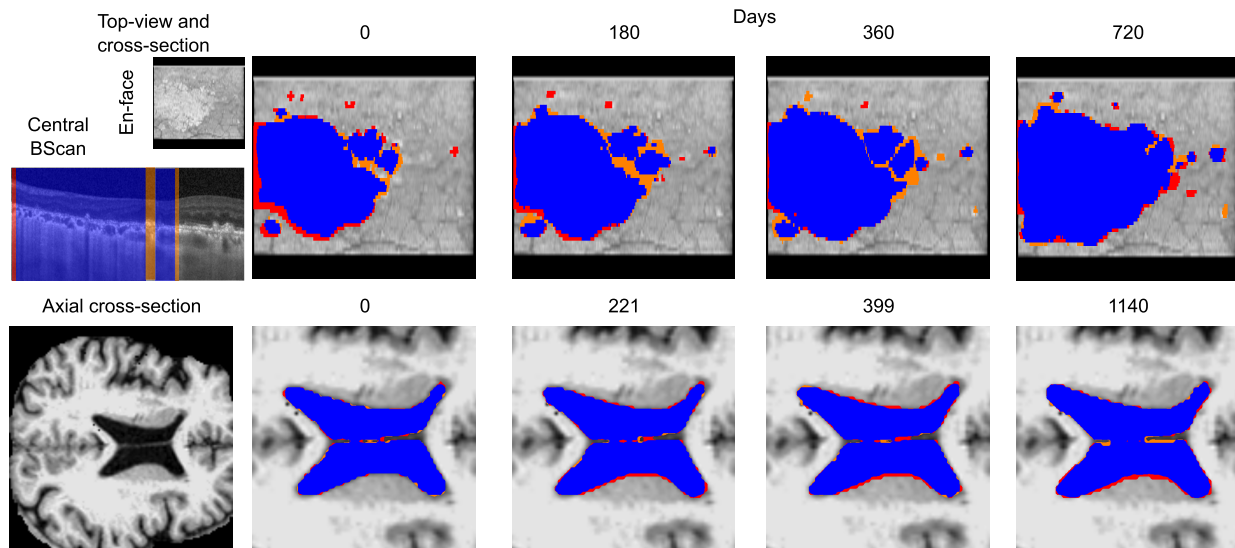 Top-view and
cross-section
Days
0
180
360
720
En-face
Central
BScan
Axial cross-section
0
221
399
1140